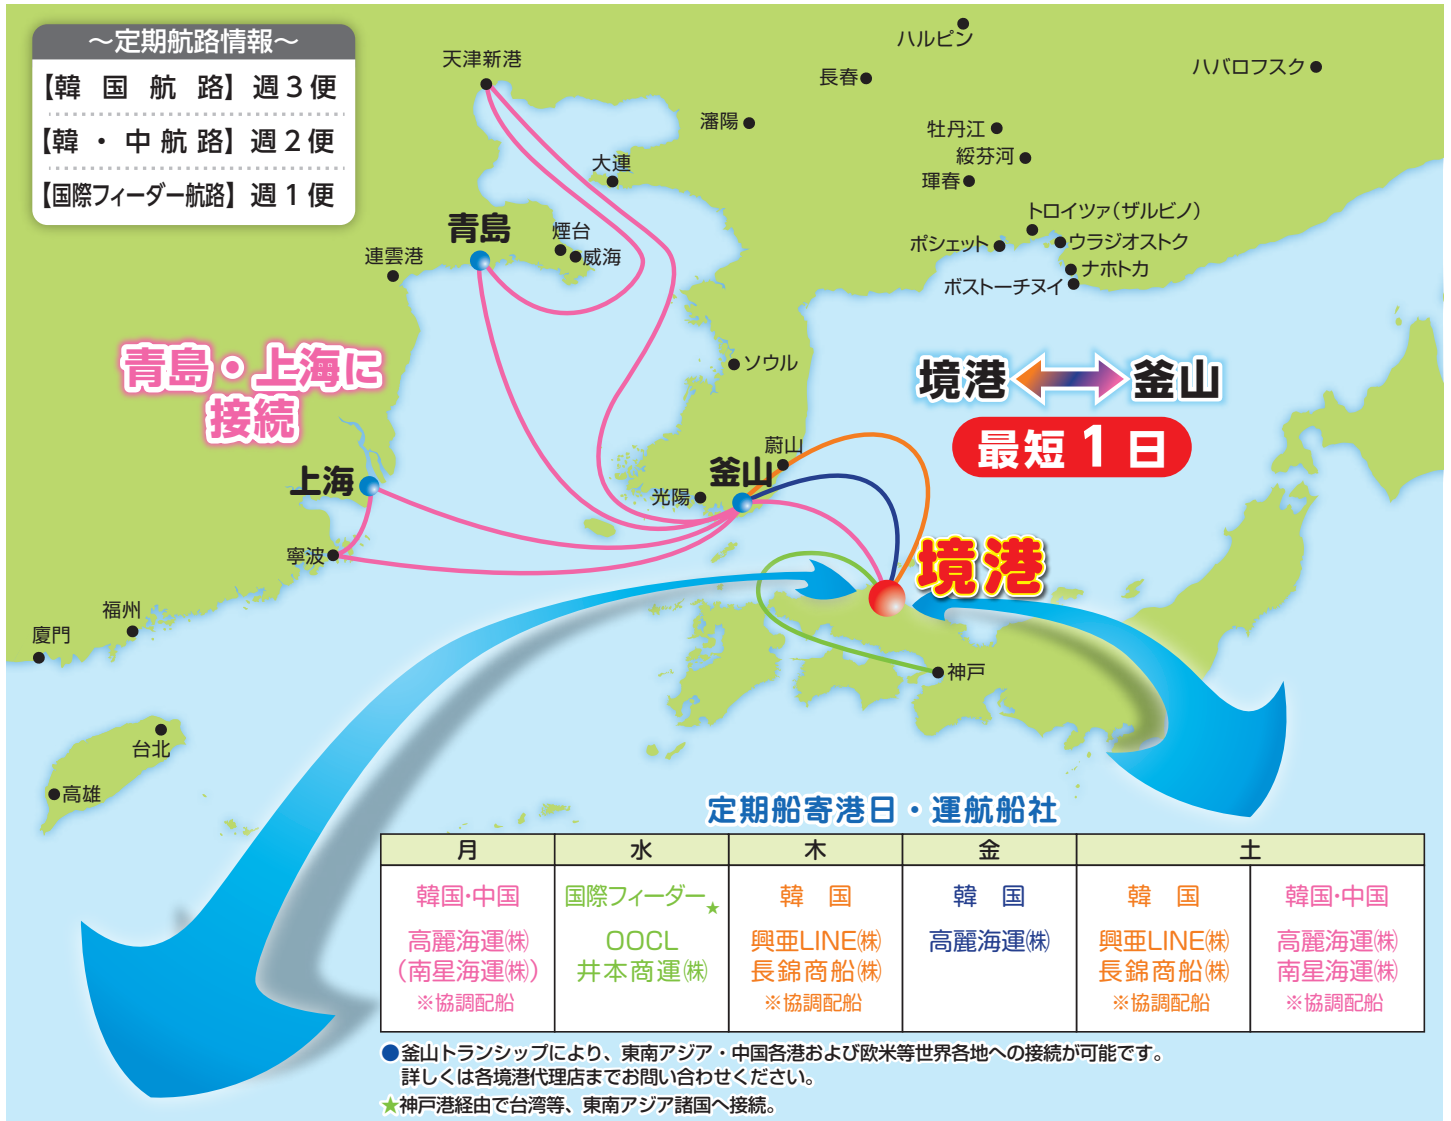 ～定期航路情報～
【韓国航路】週3便
【韓・中航路】週2便
【国際フィーダー航路】週1便
天津新港
ハルピン
長春
ハバロフスク
瀋陽
牡丹江
綏芬河
琿春
大連
トロイツァ(ザルビノ)
ポシェット
ウラジオストク
ナホトカ
ボストーチヌイ
青島
煙台
威海
連雲港
青島・上海に
接続
ソウル
境港
釜山
最短1日
蔚山
釜山
光陽
上海
寧波
境港
福州
廈門
神戸
台北
高雄
定期船寄港日・運航船社
月 水 木 金 土
韓国・中国
高麗海運㈱
(南星海運㈱)
※協調配船
国際フィーダー★
OOCL
井本商運㈱
韓国
興亜LINE㈱
長錦商船㈱
※協調配船
韓国
高麗海運㈱
韓国
興亜LINE㈱
長錦商船㈱
※協調配船
韓国・中国
高麗海運㈱
南星海運㈱
※協調配船
●釜山トランシップにより、東南アジア・中国各港および欧米等世界各地への接続が可能です。
詳しくは各境港代理店までお問い合わせください。
★神戸港経由で台湾等、東南アジア諸国へ接続。